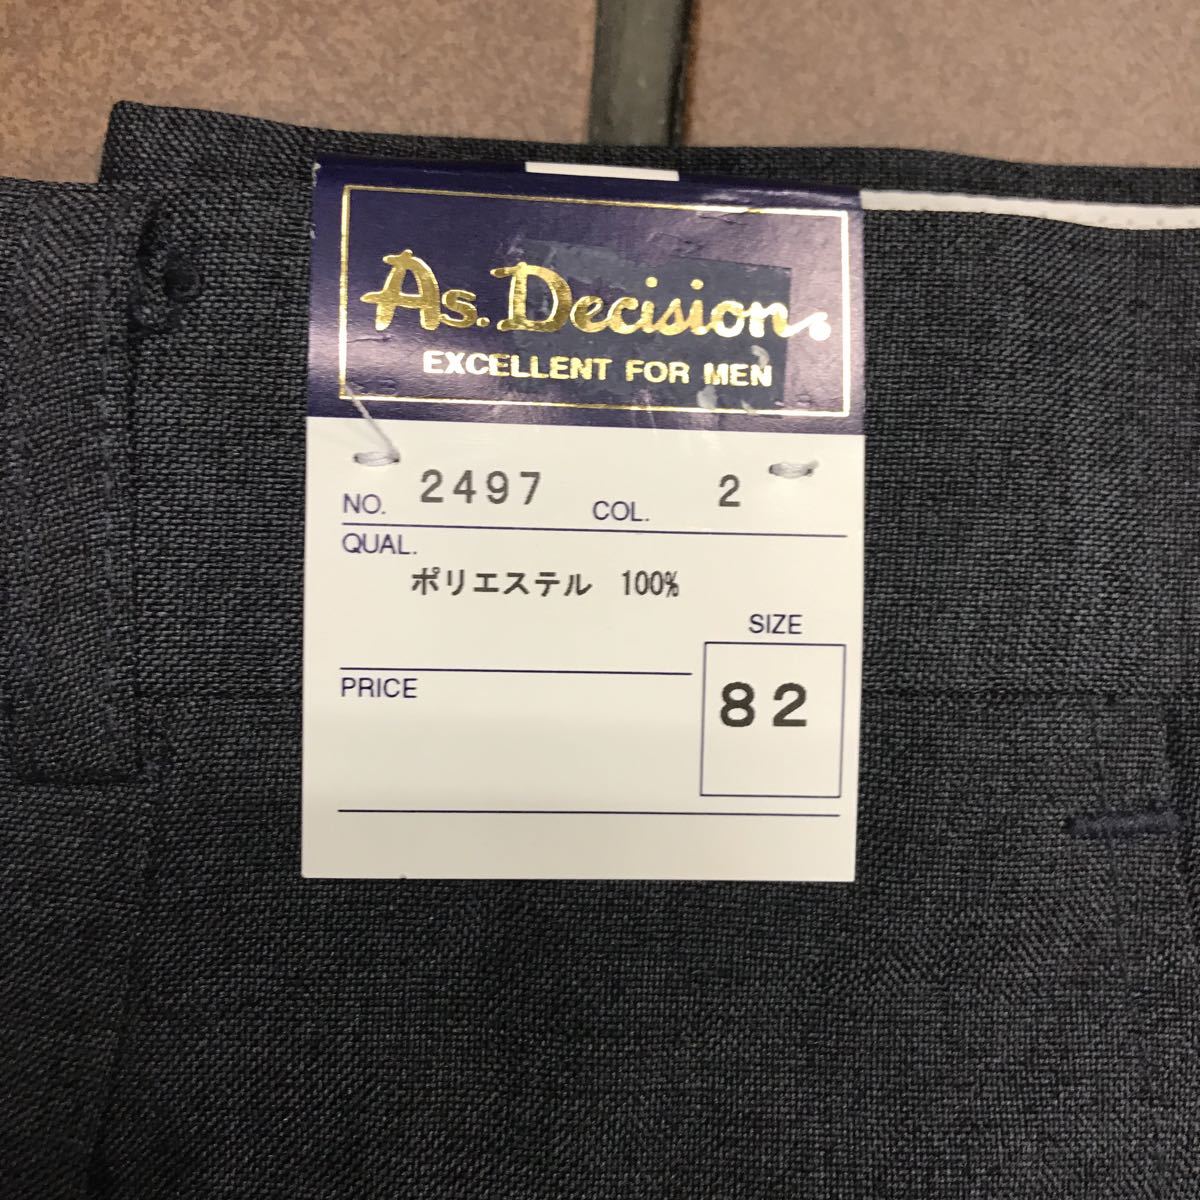 As. Decision
EXCELLENT FOR MEN
NO. 2497 COL. 2
QUAL.
ポリエステル 100%
SIZE
82
PRICE